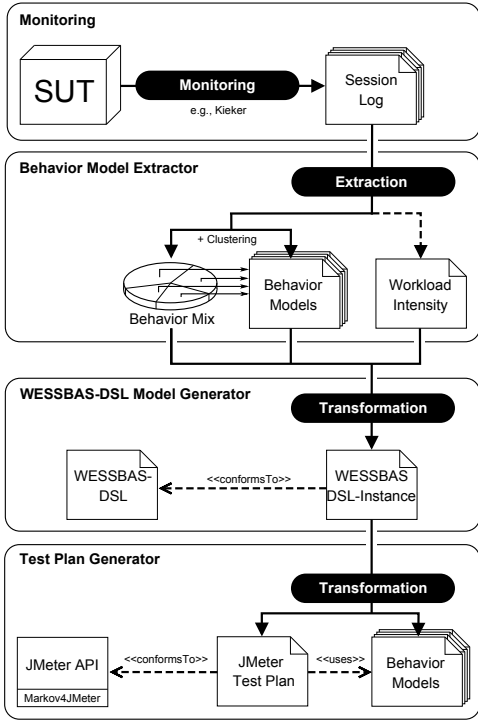 Monitoring
SUT
Monitoring
e.g., Kieker
Session
Log
Behavior Model Extractor
Extraction
+ Clustering
Behavior Mix
Behavior
Models
Workload
Intensity
WESSBAS-DSL Model Generator
Transformation
WESSBAS-
DSL
<<conformsTo>>
WESSBAS
DSL-Instance
Test Plan Generator
Transformation
JMeter API
Markov4JMeter
<<conformsTo>>
JMeter
Test Plan
<<uses>>
Behavior
Models